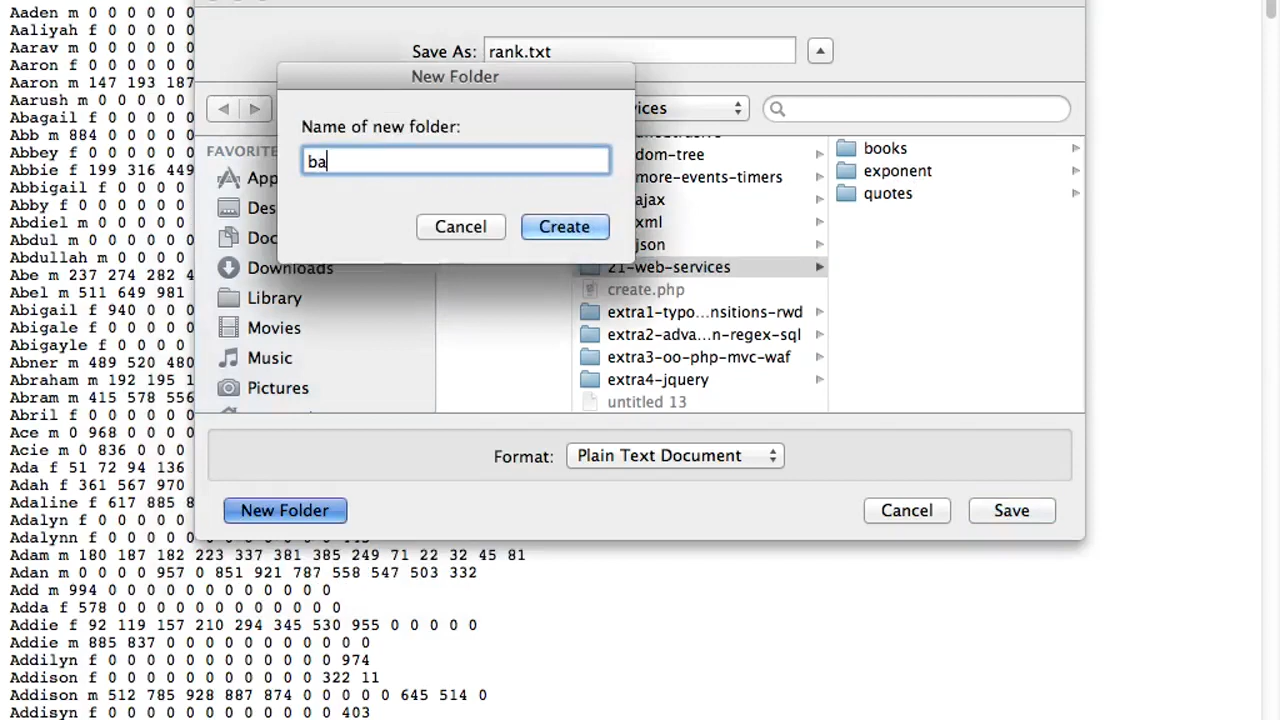 Aaden m 0 0 0 0 0 0
Aaliyah f 0 0 0 0 0
Aarav m 0 0 0 0 0 0
Aaron f 0 0 0 0 0 0
Aaron m 147 193 187
Aarush m 0 0 0 0 0
Abagail f 0 0 0 0 0
Abb m 884 0 0 0 0 0
Abbey f 0 0 0 0 0 0
Abbie f 199 316 449
Abbigail f 0 0 0 0
Abby f 0 0 0 0 0 0
Abdiel m 0 0 0 0 0
Abdul m 0 0 0 0 0 0
Abdullah m 0 0 0 0
Abe m 237 274 282 4
Abel m 511 649 981
Abigail f 940 0 0 0
Abigale f 0 0 0 0 0
Abigayle f 0 0 0 0
Abner m 489 520 480
Abraham m 192 195 1
Abram m 415 578 556
Abril f 0 0 0 0 0 0
Ace m 0 968 0 0 0 0
Acie m 0 836 0 0 0
Ada f 51 72 94 136
Adah f 361 567 970
Adaline f 617 885 8
Adalyn f 0 0 0 0 0
Adam m 180 187 182 223 337 381 385 249 71 22 32 45 81
Adan m 0 0 0 0 957 0 851 921 787 558 547 503 332
Add m 994 0 0 0 0 0 0 0 0 0 0 0 0
Adda f 578 0 0 0 0 0 0 0 0 0 0 0 0
Addie f 92 119 157 210 294 345 530 955 0 0 0 0 0
Addie m 885 837 0 0 0 0 0 0 0 0 0 0 0
Addilyn f 0 0 0 0 0 0 0 0 0 0 0 0 974
Addison f 0 0 0 0 0 0 0 0 0 0 0 322 11
Addison m 512 785 928 887 874 0 0 0 0 0 645 514 0
Addisyn f 0 0 0 0 0 0 0 0 0 0 0 0 403
Save As: rank.txt
New Folder
Name of new folder:
ba
Cancel
Create
FAVORITE
App
Des
Doc
Downloads
Library
Movies
Music
Pictures
vices
dom-tree
more-events-timers
ajax
xml
json
21-web-services
create.php
extra1-typo...nsitions-rwd
extra2-adva...n-regex-sql
extra3-oo-php-mvc-waf
extra4-jquery
untitled 13
books
exponent
quotes
Format: Plain Text Document
New Folder
Cancel
Save